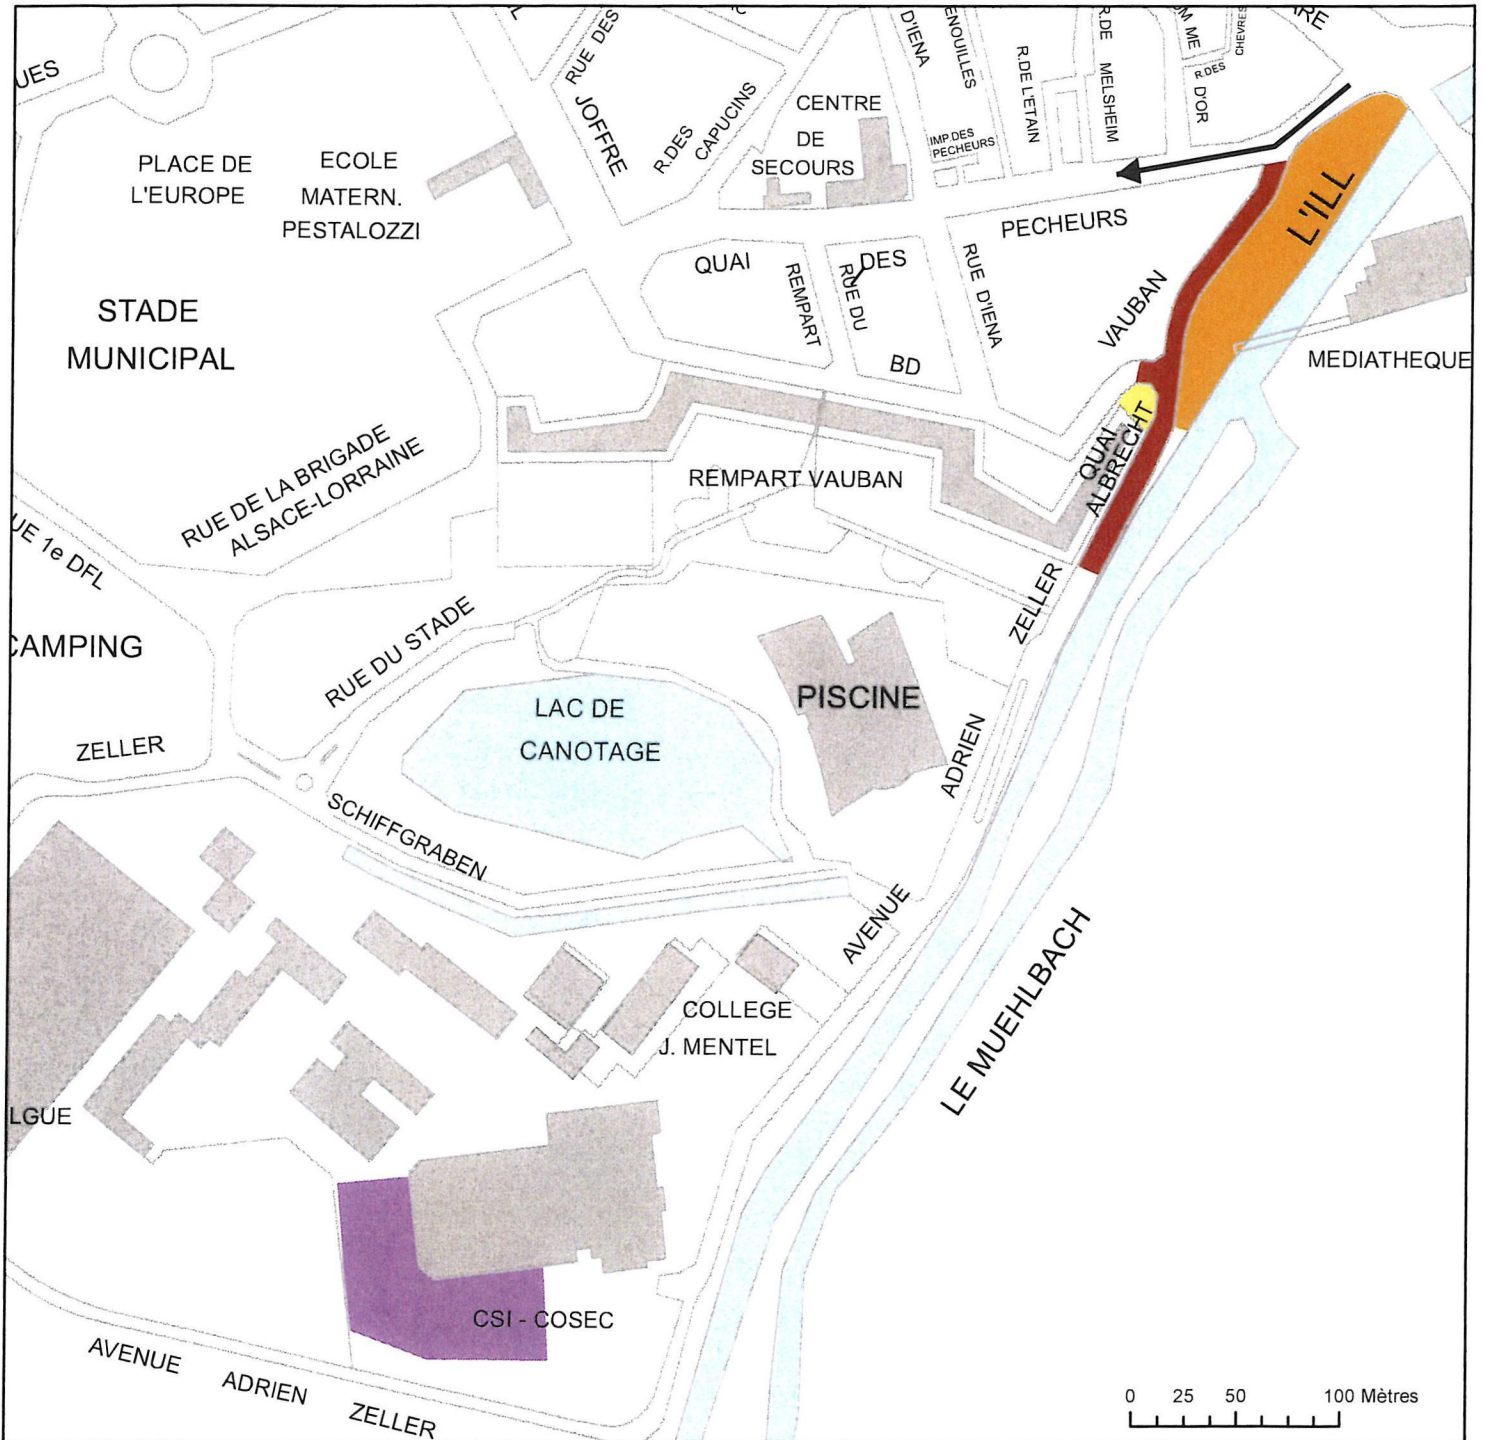 UES
PLACE DE
L'EUROPE
ECOLE
MATERN.
PESTALOZZI
RUE DES
JOFFRE
R.DES
CAPUCINS
CENTRE
DE
SECOURS
D'IENA
IMP.DES
PECHEURS
R.DE L'ETAIN
R.DE MELSHEIM
R.DES
CHEVRES
D'OR
L'ILL
PECHEURS
QUAI
DES
REMPART
RUE DU
RUE D'IENA
BD
VAUBAN
MEDIATHEQUE
STADE
MUNICIPAL
QUAI
ALBRECHT
RUE DE LA BRIGADE
ALSACE-LORRAINE
REMPART VAUBAN
UE 1e DFL
CAMPING
RUE DU STADE
ZELLER
ZELLER
LAC DE
CANOTAGE
PISCINE
ADRIEN
SCHIFFGRABEN
AVENUE
LE MUEHLBACH
COLLEGE
J. MENTEL
LGUE
CSI - COSEC
AVENUE ADRIEN ZELLER
0 25 50 100 Mètres